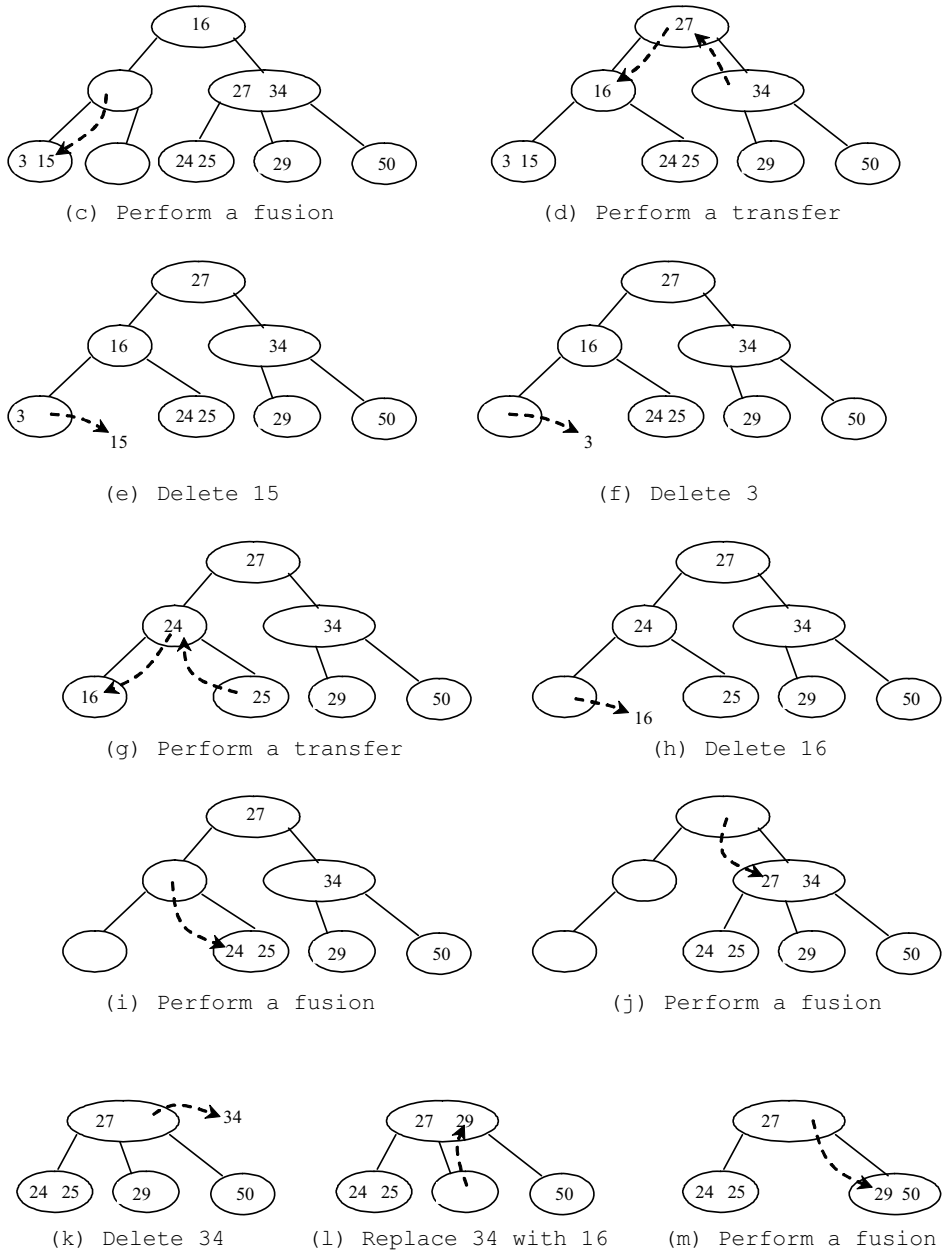 16 27
27 34 16 34
3 15 24 25 29 50 3 15 24 25 29 50
(c) Perform a fusion (d) Perform a transfer
27 27
16 34 16 34
3 24 25 29 50 24 25 29 50
15 3
(e) Delete 15 (f) Delete 3
27 27
24 34 24 34
16 25 29 50 25 29 50
16
(g) Perform a transfer (h) Delete 16
27
34 27 34
24 25 29 50 24 25 29 50
(i) Perform a fusion (j) Perform a fusion
27 34 27 29 27
24 25 29 50 24 25 50 24 25 29 50
(k) Delete 34 (l) Replace 34 with 16 (m) Perform a fusion